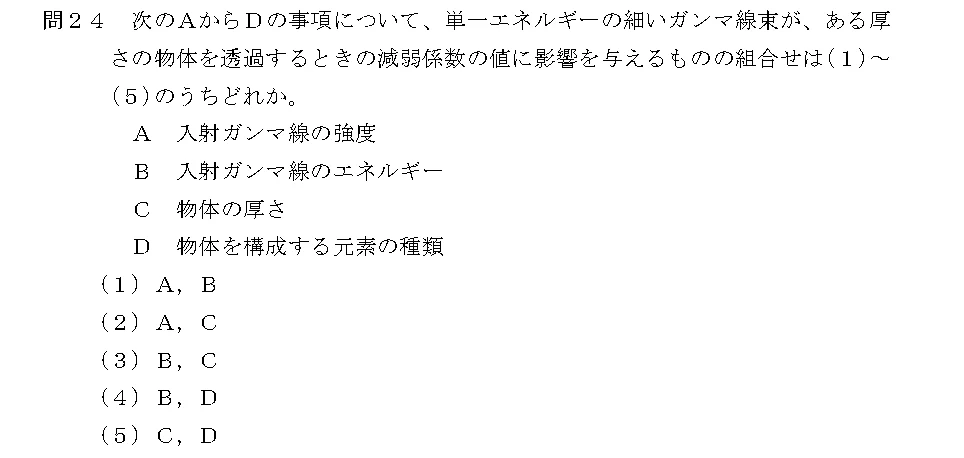 問２４　次のＡからＤの事項について、単一エネルギーの細いガンマ線束が、ある厚
さの物体を透過するときの減弱係数の値に影響を与えるものの組合せは(１)～
(５)のうちどれか。
Ａ　入射ガンマ線の強度
Ｂ　入射ガンマ線のエネルギー
Ｃ　物体の厚さ
Ｄ　物体を構成する元素の種類
(１) Ａ，Ｂ
(２) Ａ，Ｃ
(３) Ｂ，Ｃ
(４) Ｂ，Ｄ
(５) Ｃ，Ｄ